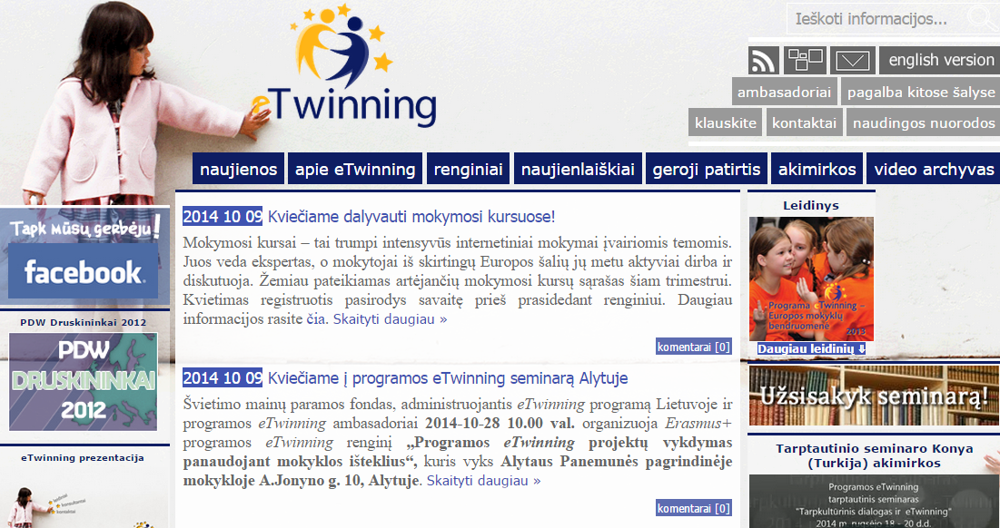 eTwinning
Ieškoti informacijos...
english version
ambasadoriai
pagalba kitose šalyse
klauskite
kontaktai
naudingos nuorodos
naujienos
apie eTwinning
renginiai
naujienlaiškiai
geroji patirtis
akimirkos
video archyvas
Tapk mūsų gerbėju!
facebook
PDW Druskininkai 2012
PDW
DRUSKININKAI
2012
eTwinning prezentacija
2014 10 09 Kviečiame dalyvauti mokymosi kursuose!
Mokymosi kursai – tai trumpi intensyvūs internetiniai mokymai įvairiomis temomis.
Juos veda ekspertas, o mokytojai iš skirtingų Europos šalių jų metu aktyviai dirba ir
diskutuoja. Žemiau pateikiamas artėjančių mokymosi kursų sąrašas šiam trimestrui.
Kvietimas registruotis pasirodys savaitę prieš prasidedant renginiui. Daugiau
informacijos rasite čia. Skaityti daugiau »
komentarai [0]
2014 10 09 Kviečiame į programos eTwinning seminarą Alytuje
Švietimo mainų paramos fondas, administruojantis eTwinning programą Lietuvoje ir
programos eTwinning ambasadoriai 2014-10-28 10.00 val. organizuoja Erasmus+
programos eTwinning renginį „Programos eTwinning projektų vykdymas
panaudojant mokyklos išteklius“, kuris vyks Alytaus Panemunės pagrindinėje
mokykloje A.Jonyno g. 10, Alytuje. Skaityti daugiau »
komentarai [0]
Leidinys
Programa eTwinning –
Europos mokyklų
bendruomenė
2013
Daugiau leidinių ⇓
Užsisakyk seminarą!
Tarptautinio seminaro Konya
(Turkija) akimirkos
Programos eTwinning
tarptautinis seminaras
"Tarpkultūrinis dialogas ir eTwinning"
2014 m. rugsėjo 18 – 20 d.d.